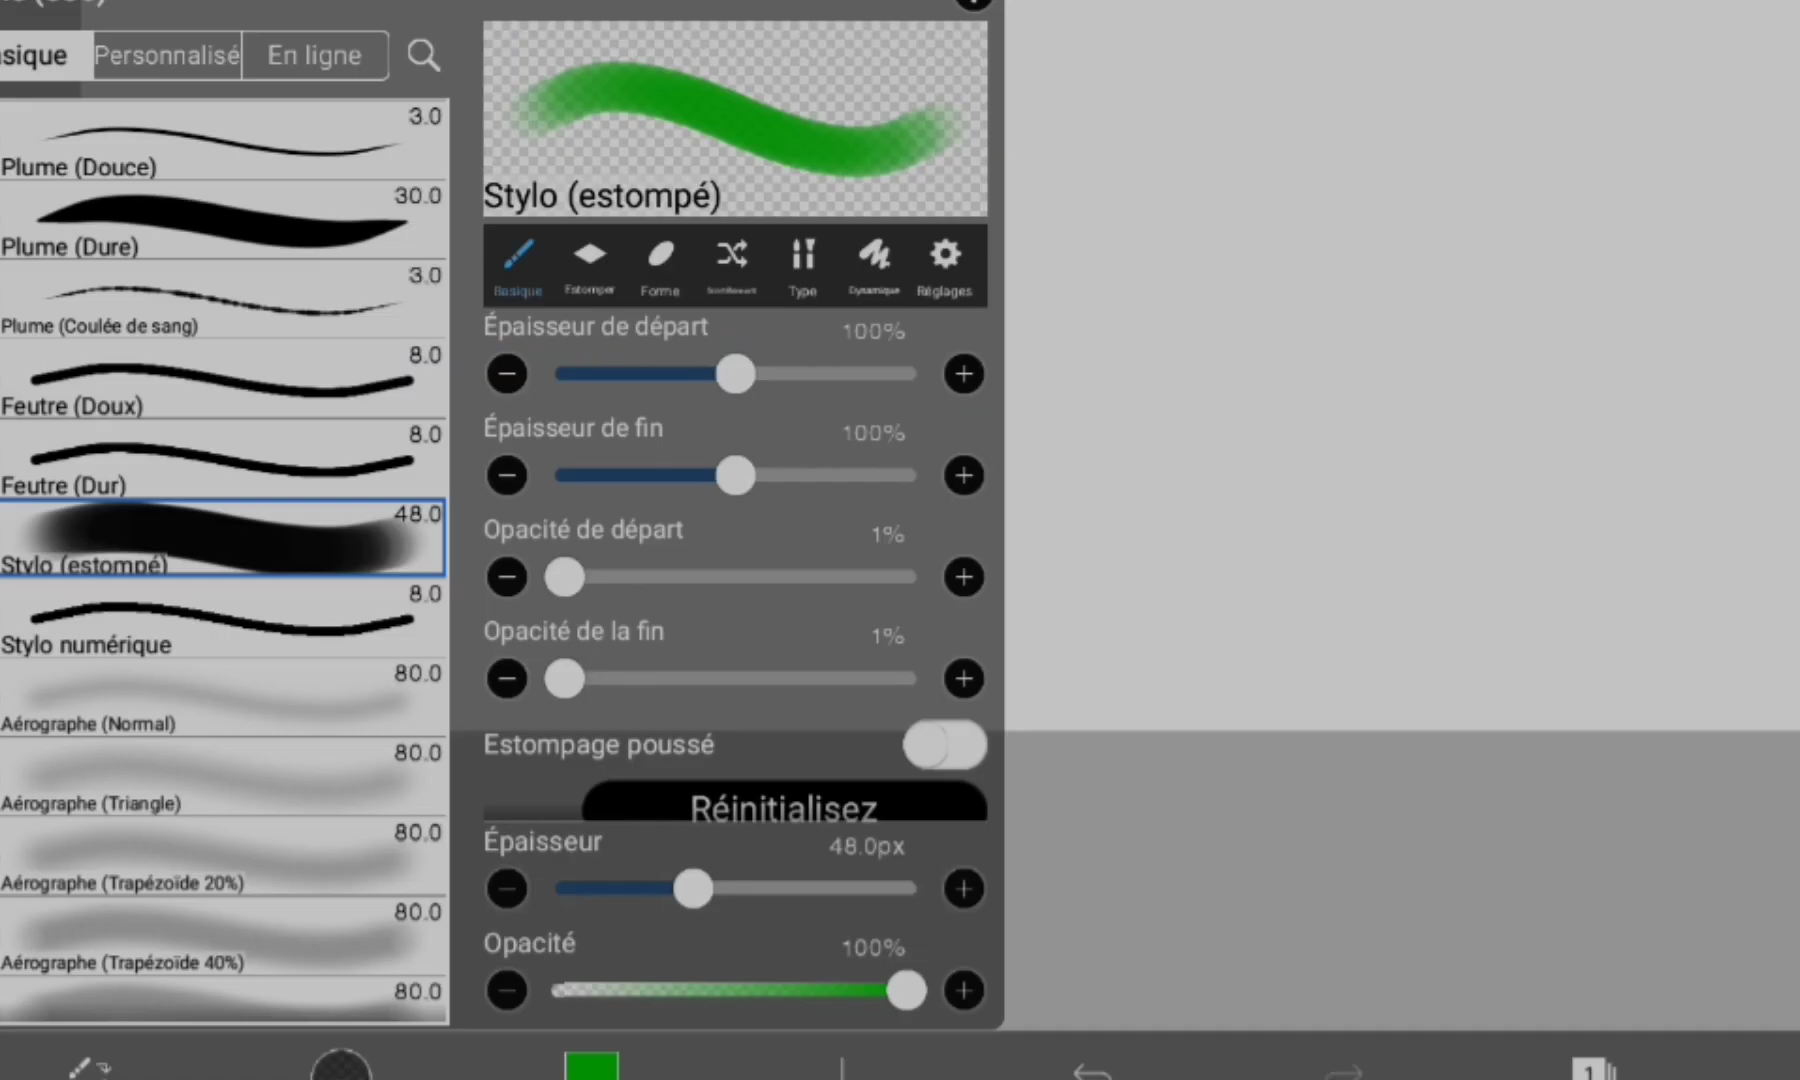 Personnalisé
En ligne
3.0
Plume (Douce)
30.0
Plume (Dure)
3.0
Plume (Coulée de sang)
8.0
Feutre (Doux)
8.0
Feutre (Dur)
48.0
Stylo (estompé)
8.0
Stylo numérique
80.0
Aérographe (Normal)
80.0
Aérographe (Triangle)
80.0
Aérographe (Trapézoïde 20%)
80.0
Aérographe (Trapézoïde 40%)
80.0
Stylo (estompé)
Basique Estomper Forme Type Dynamique Réglages
Épaisseur de départ 100%
Épaisseur de fin 100%
Opacité de départ 1%
Opacité de la fin 1%
Estompage poussé
Réinitialisez
Épaisseur 48.0px
Opacité 100%
1